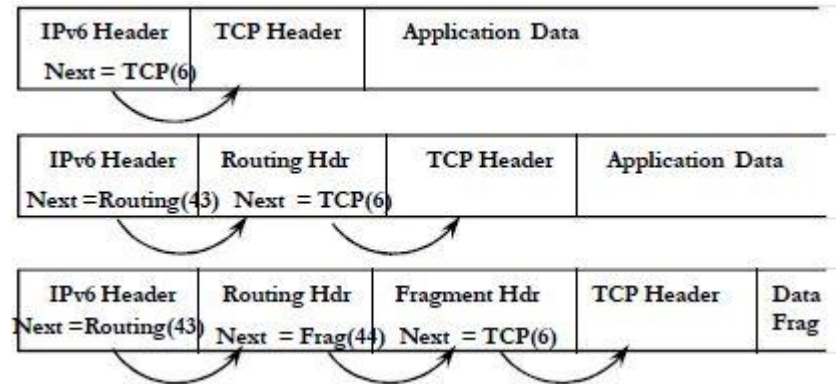 IPv6 Header TCP Header Application Data
Next = TCP(6)
IPv6 Header Routing Hdr TCP Header Application Data
Next =Routing(43) Next = TCP(6)
IPv6 Header Routing Hdr Fragment Hdr TCP Header Data
Next =Routing(43) Next = Frag(44) Next = TCP(6) Frag